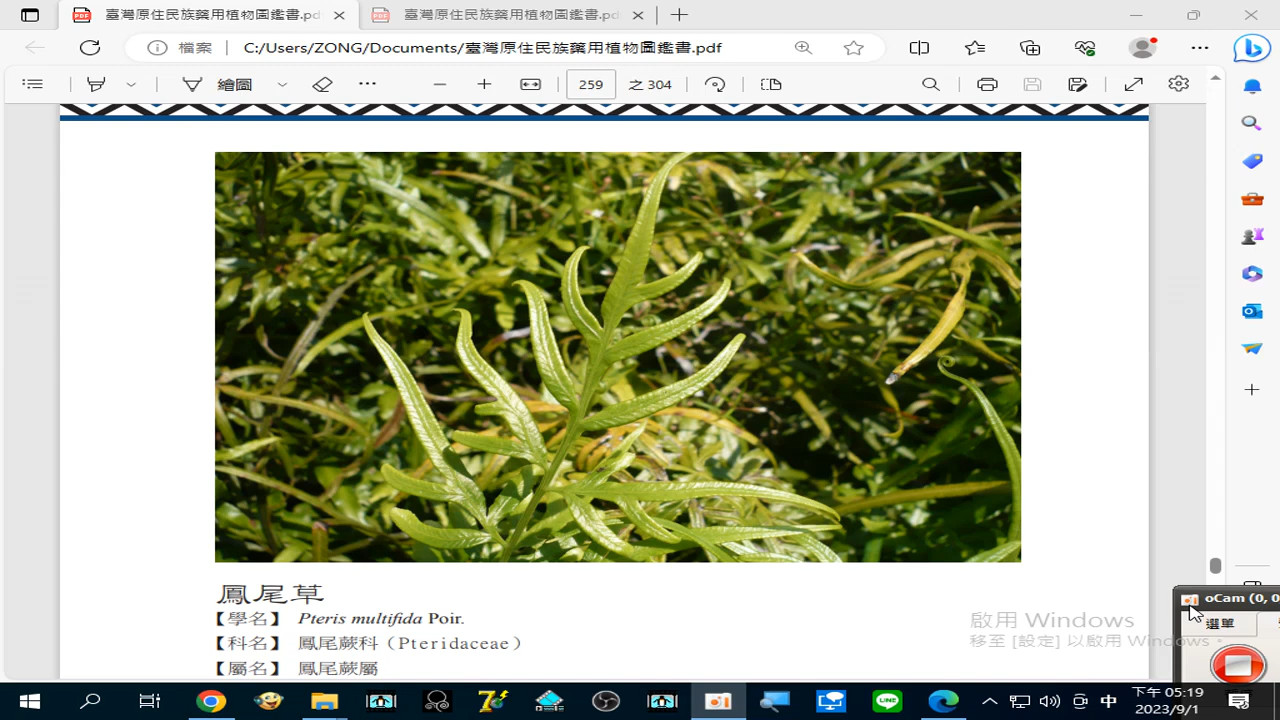 臺灣原住民族藥用植物圖鑑書.pdf
臺灣原住民族藥用植物圖鑑書.pdf
檔案
C:/Users/ZONG/Documents/臺灣原住民族藥用植物圖鑑書.pdf
繪圖
259 之 304
鳳尾草
【學名】 Pteris multifida Poir.
【科名】 鳳尾蕨科（Pteridaceae）
【屬名】 鳳尾蕨屬
啟用 Windows
移至 [設定] 以啟用 Windows。
oCam (0, 0
選單
LINE
中
下午 05:19
2023/9/1